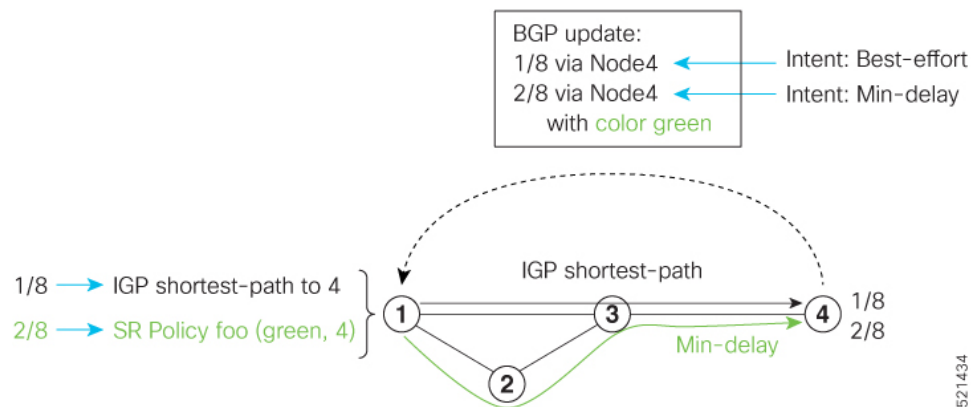 BGP update:
1/8 via Node4
Intent: Best-effort
2/8 via Node4
Intent: Min-delay
with color green
IGP shortest-path
1/8
IGP shortest-path to 4
2/8
SR Policy foo (green, 4)
1
3
4
1/8
2/8
Min-delay
2
521434